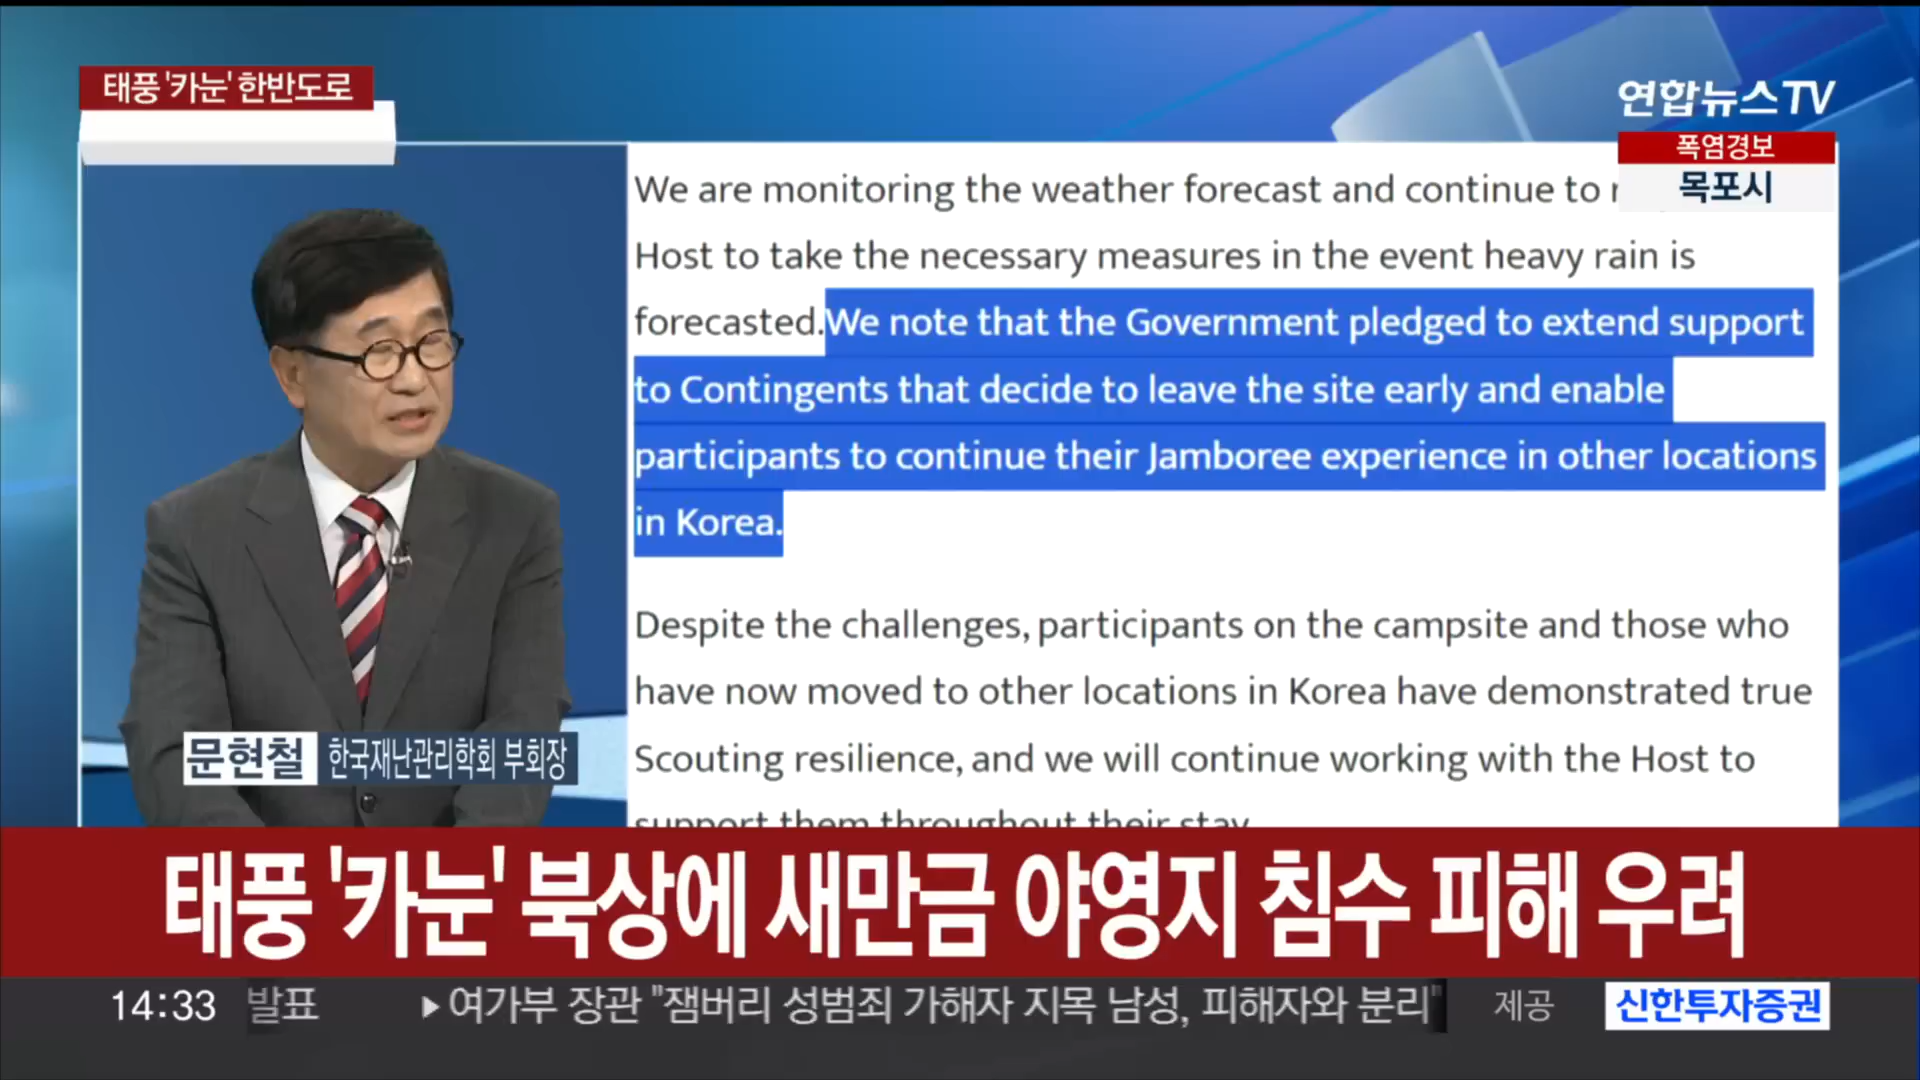 태풍 '카눈' 한반도로
연합뉴스TV
폭염경보
목포시
We are monitoring the weather forecast and continue to
Host to take the necessary measures in the event heavy rain is
forecasted. We note that the Government pledged to extend support
to Contingents that decide to leave the site early and enable
participants to continue their Jamboree experience in other locations
in Korea.
Despite the challenges, participants on the campsite and those who
have now moved to other locations in Korea have demonstrated true
Scouting resilience, and we will continue working with the Host to
support them throughout their stay
문현철 한국재난관리학회 부회장
태풍 '카눈' 북상에 새만금 야영지 침수 피해 우려
14:33 발표 ▶여가부 장관 "잼버리 성범죄 가해자 지목 남성, 피해자와 분리" 제공 신한투자증권